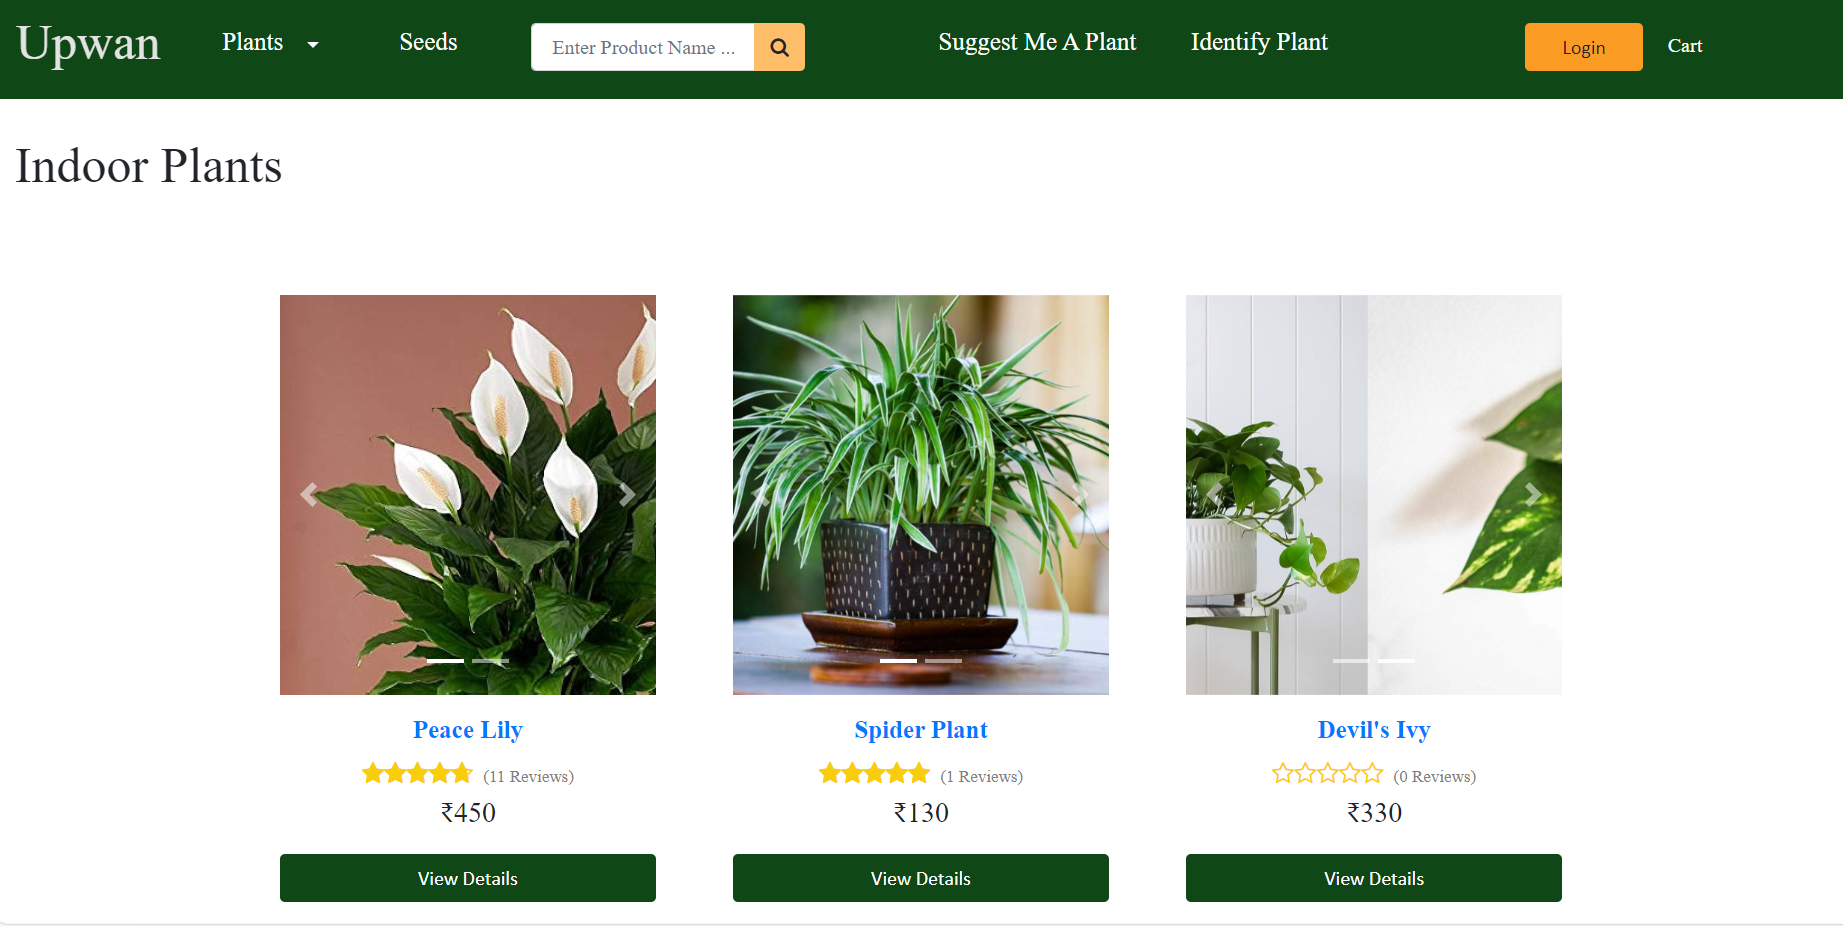 Upwan
Plants
Seeds
Enter Product Name ...
Suggest Me A Plant
Identify Plant
Login
Cart
Indoor Plants
Peace Lily
(11 Reviews)
₹450
View Details
Spider Plant
(1 Reviews)
₹130
View Details
Devil's Ivy
(0 Reviews)
₹330
View Details